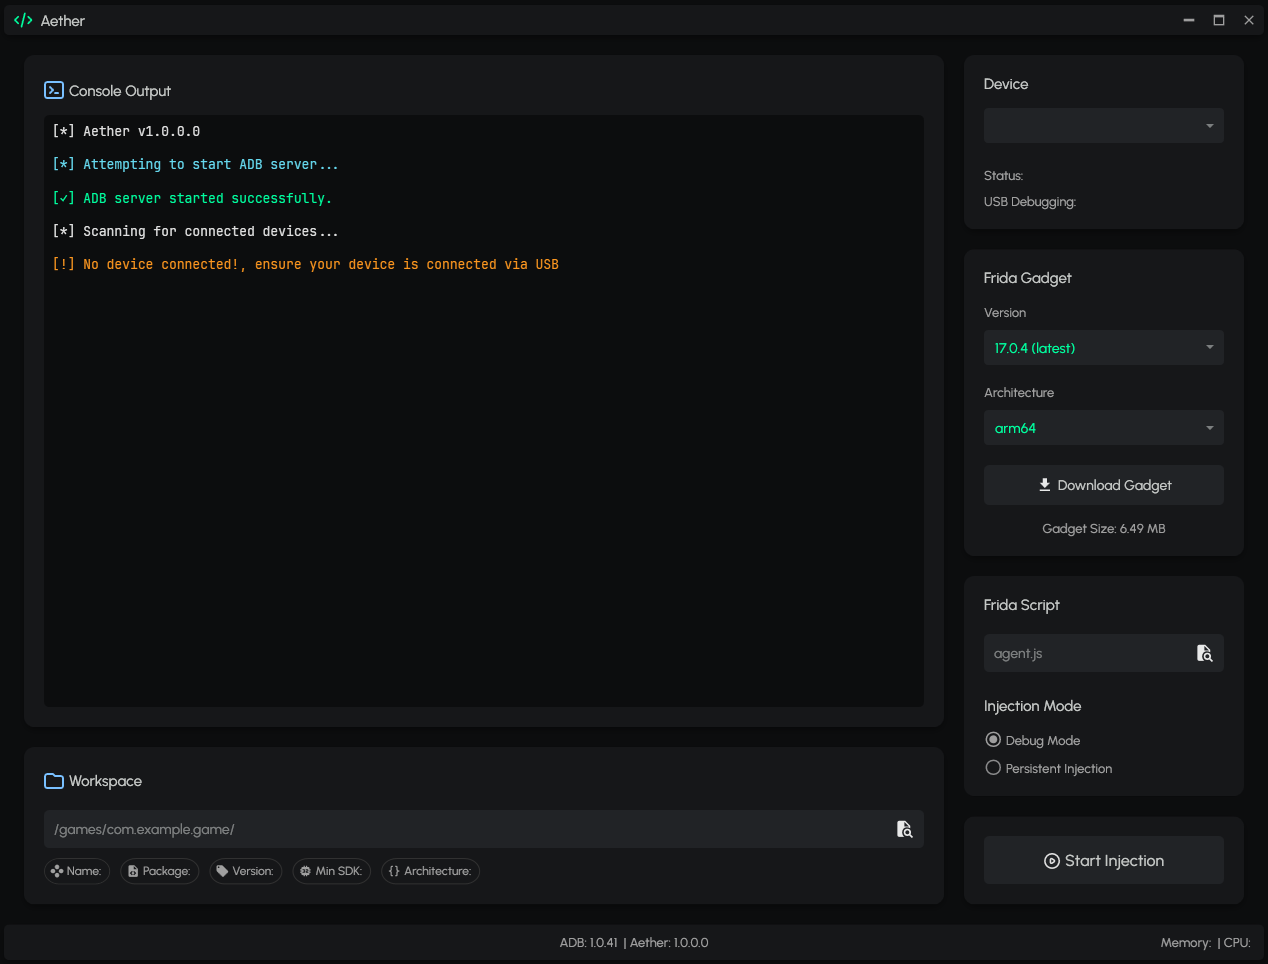 Aether
Console Output
[*] Aether v1.0.0.0
[*] Attempting to start ADB server...
[✓] ADB server started successfully.
[*] Scanning for connected devices...
[!] No device connected!, ensure your device is connected via USB
Workspace
/games/com.example.game/
Name: Package: Version: Min SDK: {} Architecture:
Device
Status:
USB Debugging:
Frida Gadget
Version
17.0.4 (latest)
Architecture
arm64
Download Gadget
Gadget Size: 6.49 MB
Frida Script
agent.js
Injection Mode
Debug Mode
Persistent Injection
Start Injection
ADB: 1.0.41 | Aether: 1.0.0.0
Memory: | CPU: